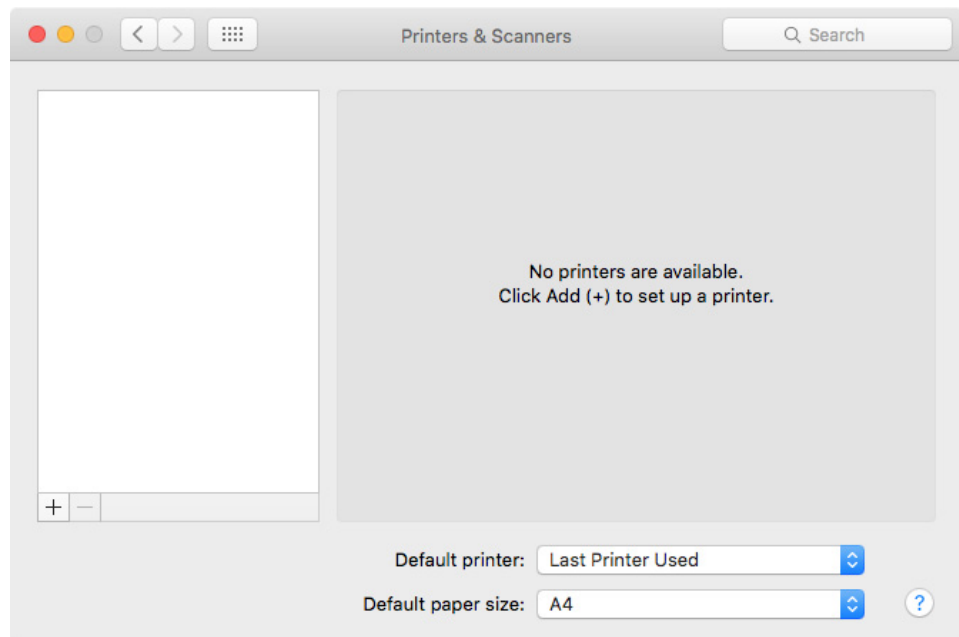 Printers & Scanners
Search
No printers are available.
Click Add (+) to set up a printer.
+ −
Default printer: Last Printer Used
Default paper size: A4
?